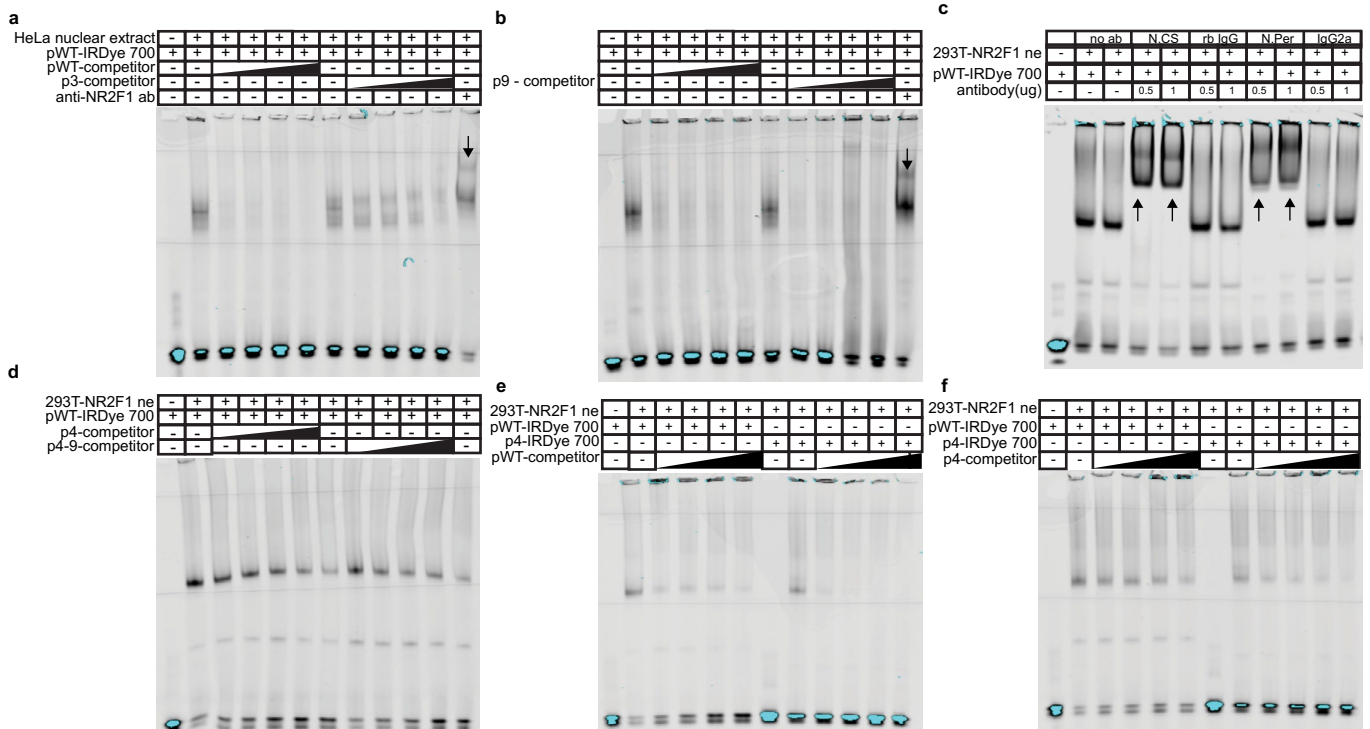 a
HeLa nuclear extract - + + + + + + + + + + +
pWT-IRDye 700 + + + + + + + + + + + +
pWT-competitor - - - - - - -
p3-competitor - - - - - - - -
anti-NR2F1 ab - - - - - - - - - - - +
b
- + + + + + + + + + + +
+ + + + + + + + + + + +
- - - - - - -
p9 - competitor - - - - - - - -
- - - - - - - - - - - +
c
no ab N.CS rb IgG N.Per IgG2a
293T-NR2F1 ne - + + + + + + + + + +
pWT-IRDye 700 + + + + + + + + + + +
antibody(ug) - - - 0.5 1 0.5 1 0.5 1 0.5 1
d
293T-NR2F1 ne - + + + + + + + + + + +
pWT-IRDye 700 + + + + + + + + + + + +
p4-competitor - - - - - - -
p4-9-competitor - - - - - - -
e
293T-NR2F1 ne - + + + + + - + + + + +
pWT-IRDye 700 + + + + + + - - - - - -
p4-IRDye 700 - - - - - - + + + + + +
pWT-competitor - - - -
f
293T-NR2F1 ne - + + + + + - + + + + +
pWT-IRDye 700 + + + + + + - - - - - -
p4-IRDye 700 - - - - - - + + + + + +
p4-competitor - - - -